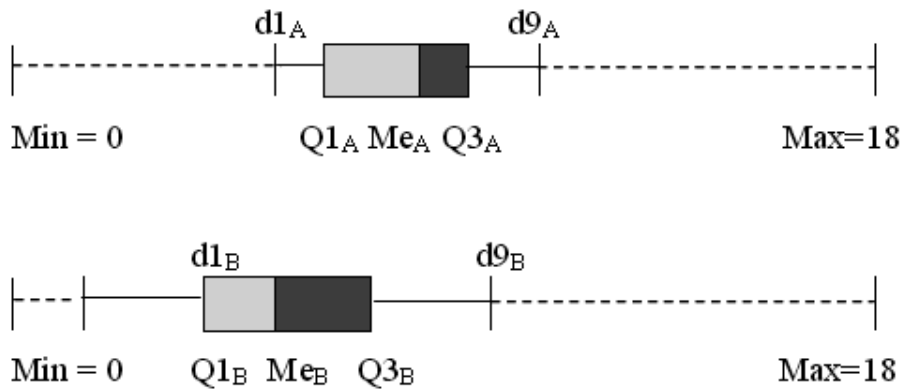 d1A d9A
Q1A MeA Q3A
Min = 0 Max=18
d1B d9B
Min = 0 Q1B MeB Q3B Max=18